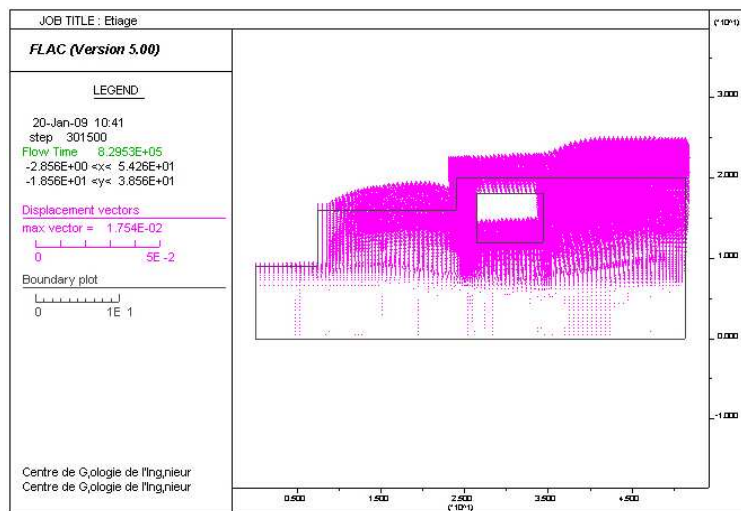 JOB TITLE : Etiage
FLAC (Version 5.00)
LEGEND
20-Jan-09 10:41
step 301500
Flow Time 8.2953E+05
-2.856E+00 <x< 5.426E+01
-1.856E+01 <y< 3.856E+01
Displacement vectors
max vector = 1.754E-02
0 5E -2
Boundary plot
0 1E 1
Centre de G,ologie de l'Ing,nieur
Centre de G,ologie de l'Ing,nieur
(*10^1)
3.000
2.000
1.000
0.000
-1.000
0.500 1.500 2.500 3.500 4.500
(*10^1)